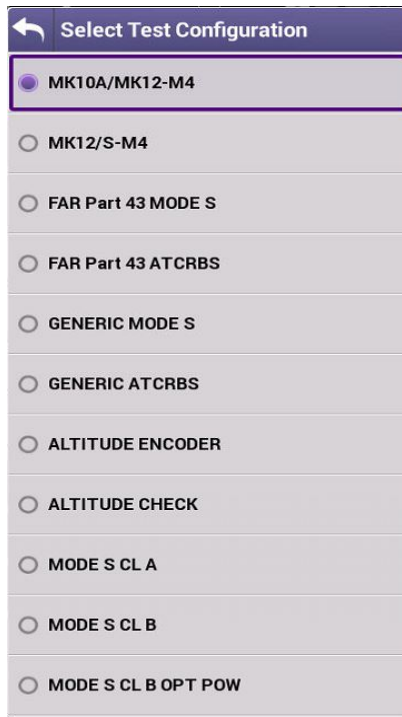 Select Test Configuration
MK10A/MK12-M4
MK12/S-M4
FAR Part 43 MODE S
FAR Part 43 ATCRBS
GENERIC MODE S
GENERIC ATCRBS
ALTITUDE ENCODER
ALTITUDE CHECK
MODE S CL A
MODE S CL B
MODE S CL B OPT POW